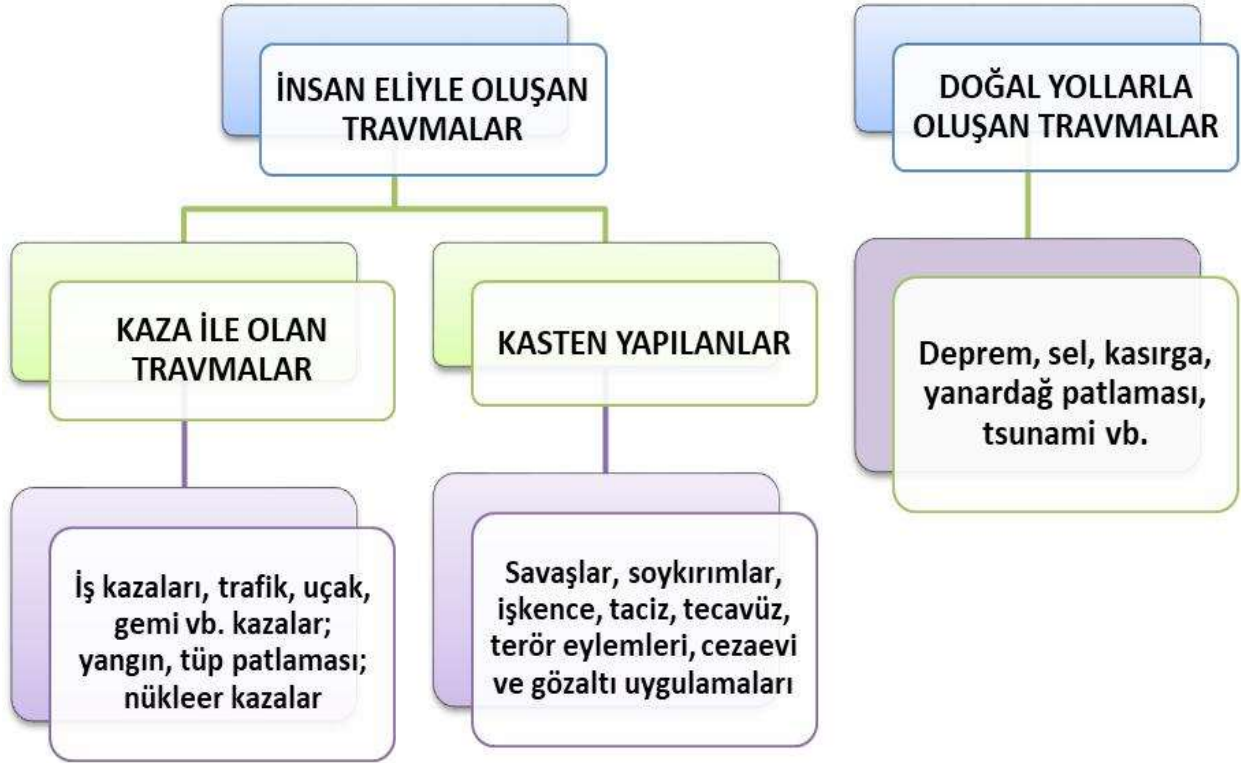 İNSAN ELİYLE OLUŞAN
TRAVMALAR
DOĞAL YOLLARLA
OLUŞAN TRAVMALAR
KAZA İLE OLAN
TRAVMALAR
KASTEN YAPILANLAR
Deprem, sel, kasırga,
yanardağ patlaması,
tsunami vb.
İş kazaları, trafik, uçak,
gemi vb. kazalar;
yangın, tüp patlaması;
nükleer kazalar
Savaşlar, soykırımlar,
işkence, taciz, tecavüz,
terör eylemleri, cezaevi
ve gözaltı uygulamaları